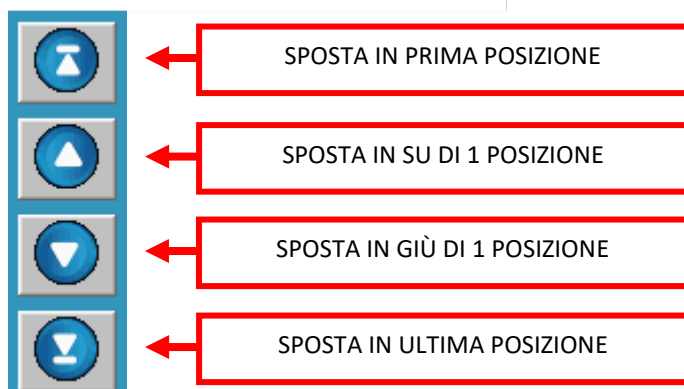 SPOSTA IN PRIMA POSIZIONE
SPOSTA IN SU DI 1 POSIZIONE
SPOSTA IN GIÙ DI 1 POSIZIONE
SPOSTA IN ULTIMA POSIZIONE